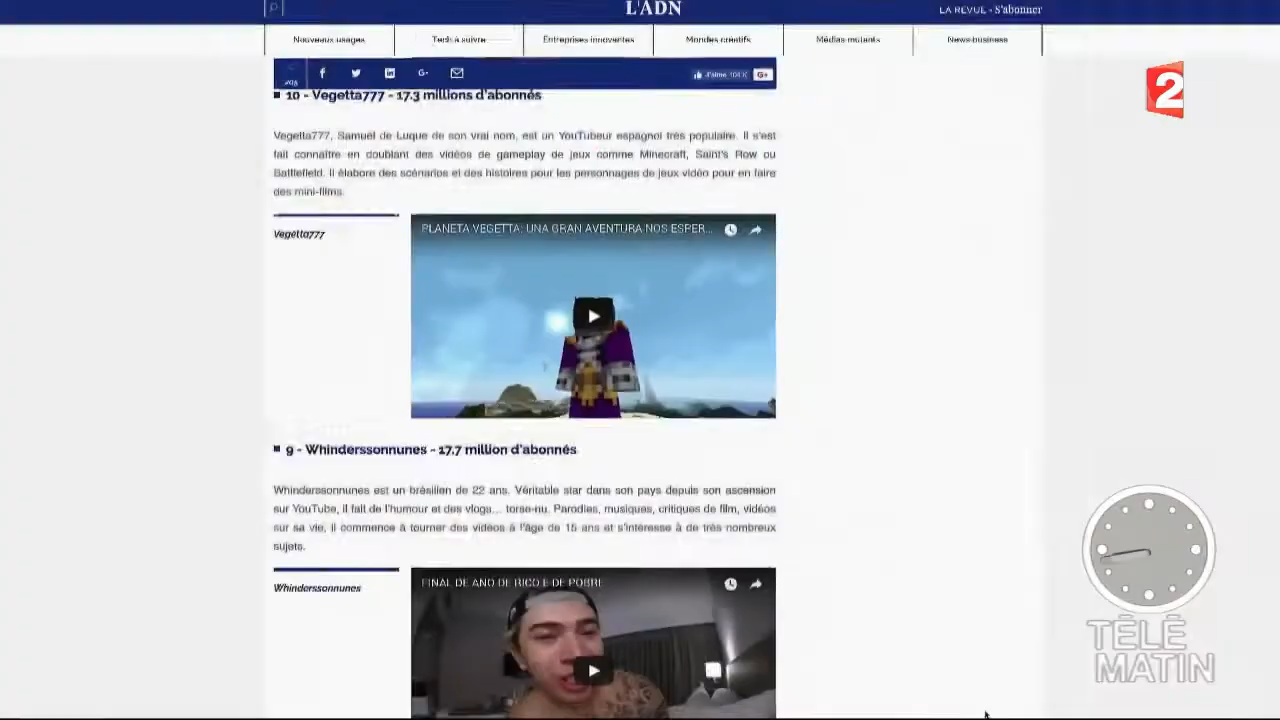 L'ADN
LA REVUE - S'abonner
Nouveaux usages
Tech à suivre
Entreprises innovantes
Mondes créatifs
Médias mutants
News business
J'aime
G+
2
10 - Vegetta777 - 17.3 millions d'abonnés
Vegetta777, Samuel de Luque de son vrai nom, est un YouTubeur espagnol très populaire. Il s'est
fait connaître en doublant des vidéos de gameplay de jeux comme Minecraft, Saint's Row ou
Battlefield. Il élabore des scénarios et des histoires pour les personnages de jeux vidéo pour en faire
des mini-films.
Vegetta777
PLANETA VEGETTA: UNA GRAN AVENTURA NOS ESPER...
9 - Whinderssonnunes - 17.7 million d'abonnés
Whinderssonnunes est un brésilien de 22 ans. Véritable star dans son pays depuis son ascension
sur YouTube, il fait de l'humour et des vlogs... torse-nu. Parodies, musiques, critiques de film, vidéos
sur sa vie, il commence à tourner des vidéos à l'âge de 15 ans et s'intéresse à de très nombreux
sujets.
Whinderssonnunes
FINAL DE ANO DE RICO E DE POBRE
TÉLÉ
MATIN